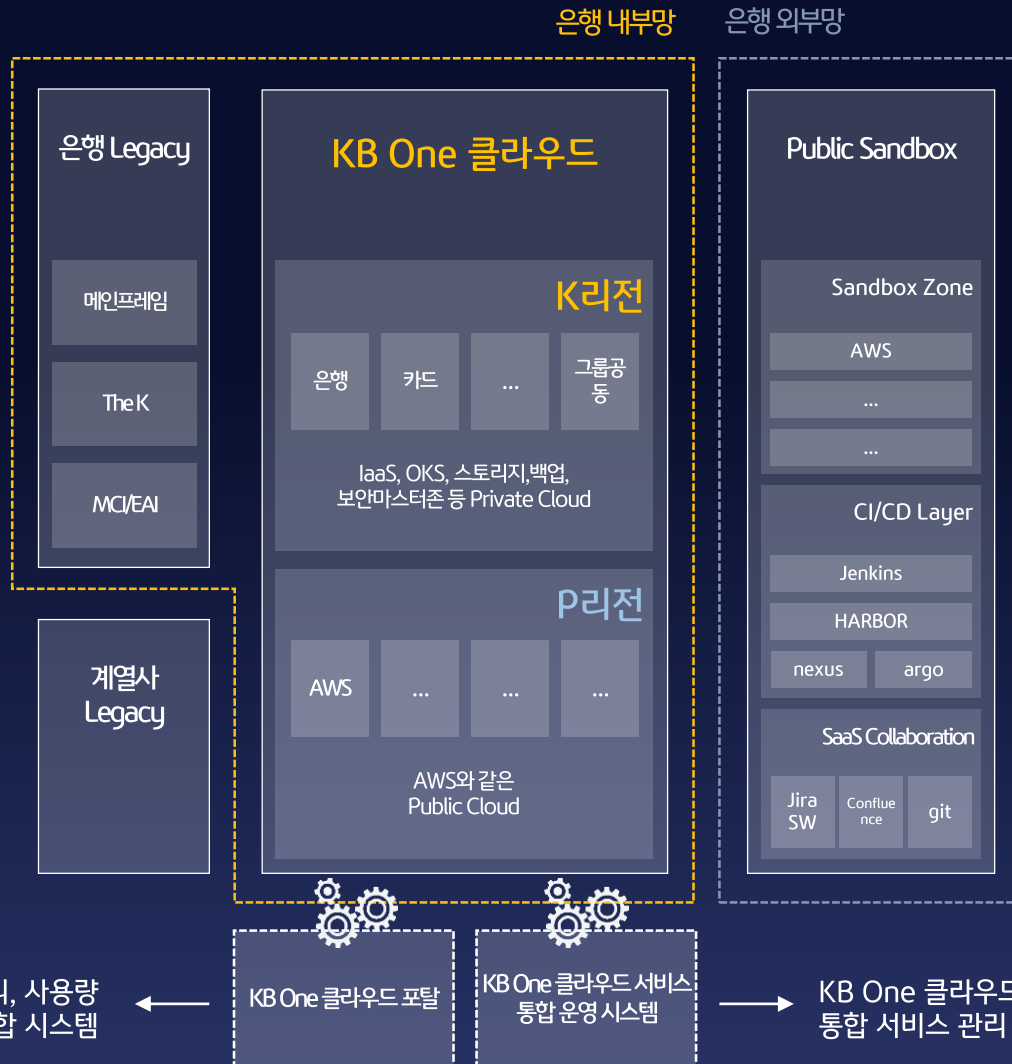 은행 내부망
은행 외부망
은행 Legacy
메인프레임
The K
MCI/EAI
계열사
Legacy
KB One 클라우드
K리전
은행
카드
...
그룹공
동
IaaS, OKS, 스토리지,백업,
보안마스터존 등 Private Cloud
P리전
AWS
...
...
...
AWS와 같은
Public Cloud
Public Sandbox
Sandbox Zone
AWS
...
...
CI/CD Layer
Jenkins
HARBOR
nexus
argo
SaaS Collaboration
Jira
SW
Conflue
nce
git
, 사용량
합 시스템
KB One 클라우드 포탈
KB One 클라우드 서비스
통합 운영 시스템
KB One 클라우드
통합 서비스 관리